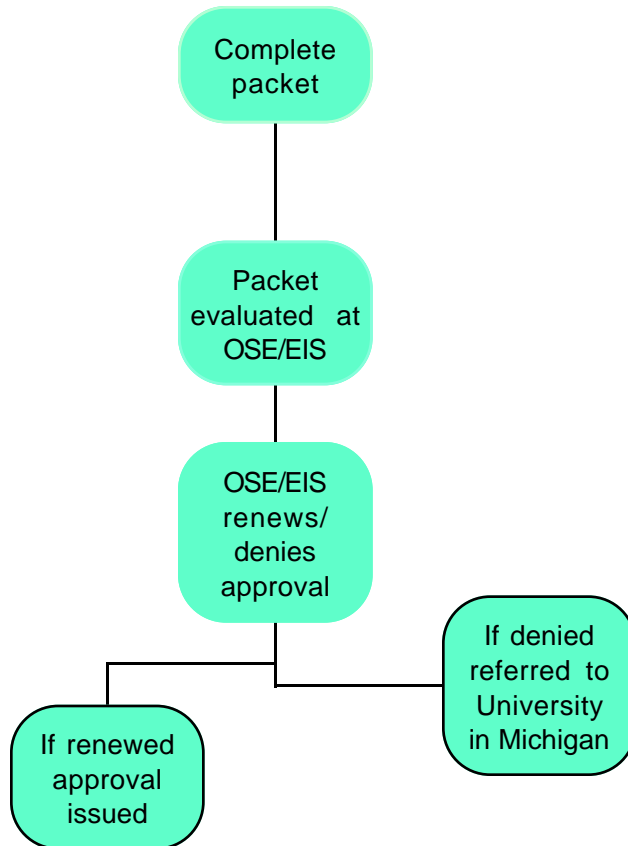 Complete
packet
Packet
evaluated at
OSE/EIS
OSE/EIS
renews/
denies
approval
If denied
referred to
University
in Michigan
If renewed
approval
issued